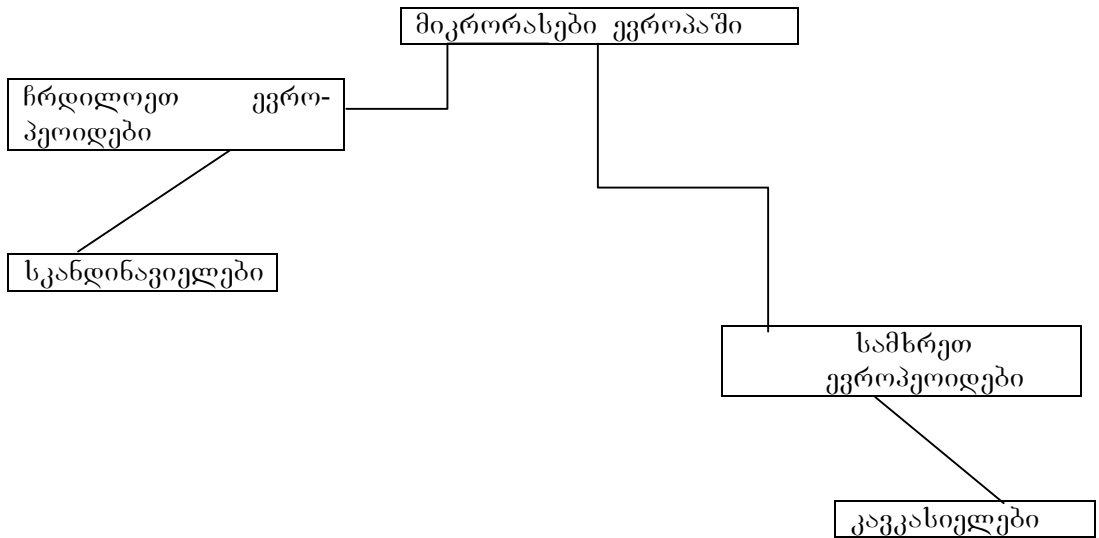 მიკრორასები ევროპაში
ჩრდილოეთ ევრო-
პეოიდები
სკანდინავიელები
სამხრეთ
ევროპეოიდები
კავკასიელები